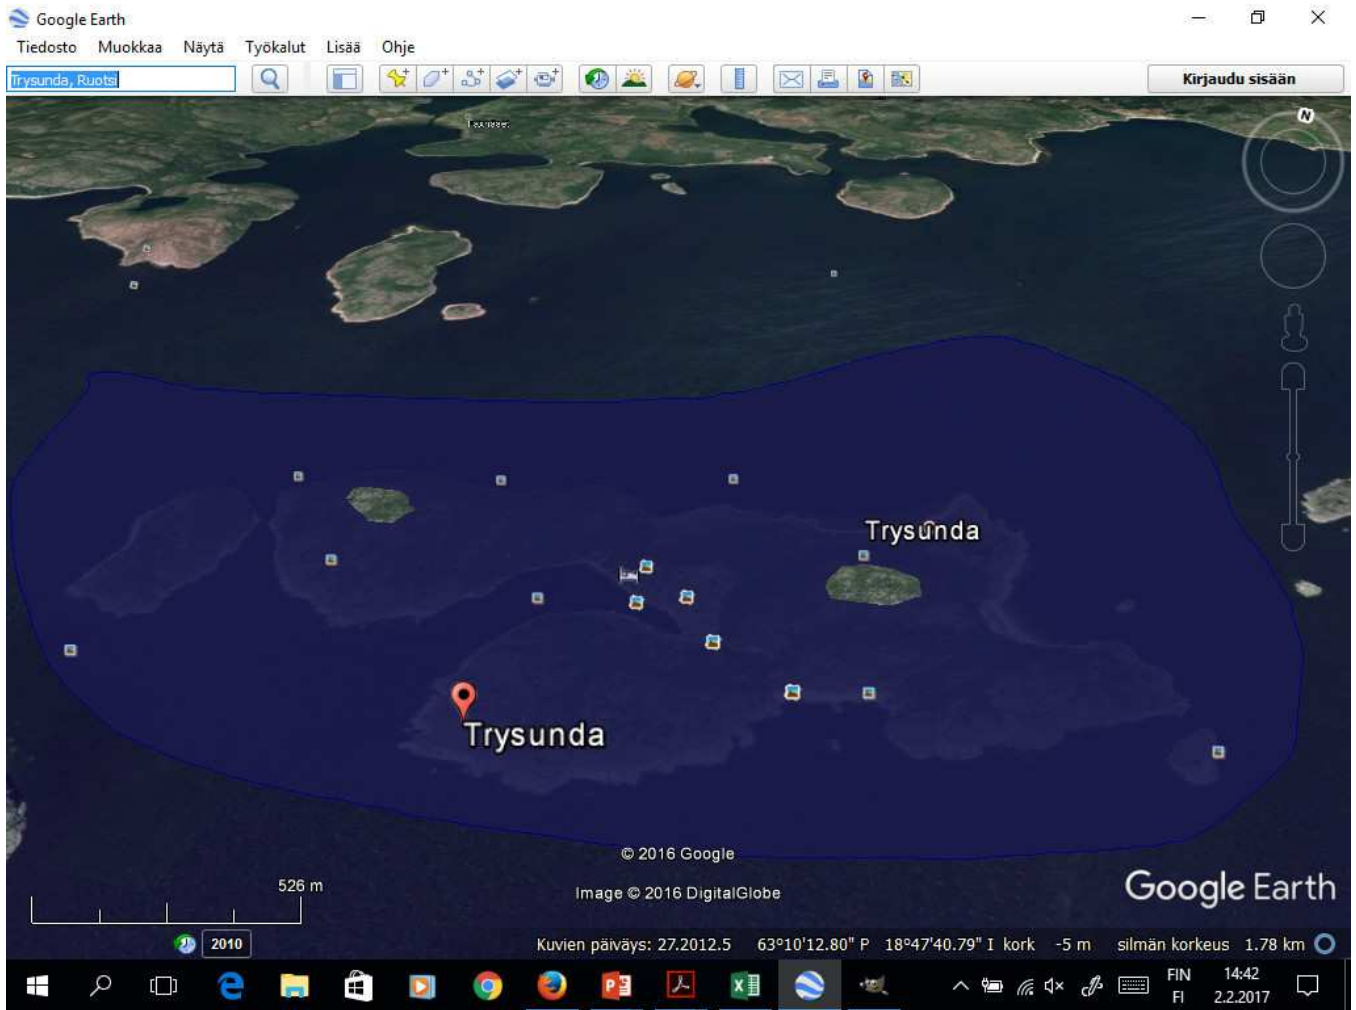 Google Earth
Tiedosto Muokkaa Näytä Työkalut Lisää Ohje
Trysunda, Ruotsi
Kirjaudu sisään
N
Trysunda
Trysunda
© 2016 Google
526 m
Image © 2016 DigitalGlobe
Google Earth
2010
Kuvien päiväys: 27.2012.5 63°10'12.80" P 18°47'40.79" I kork -5 m silmän korkeus 1.78 km
FIN 14:42
FI 2.2.2017